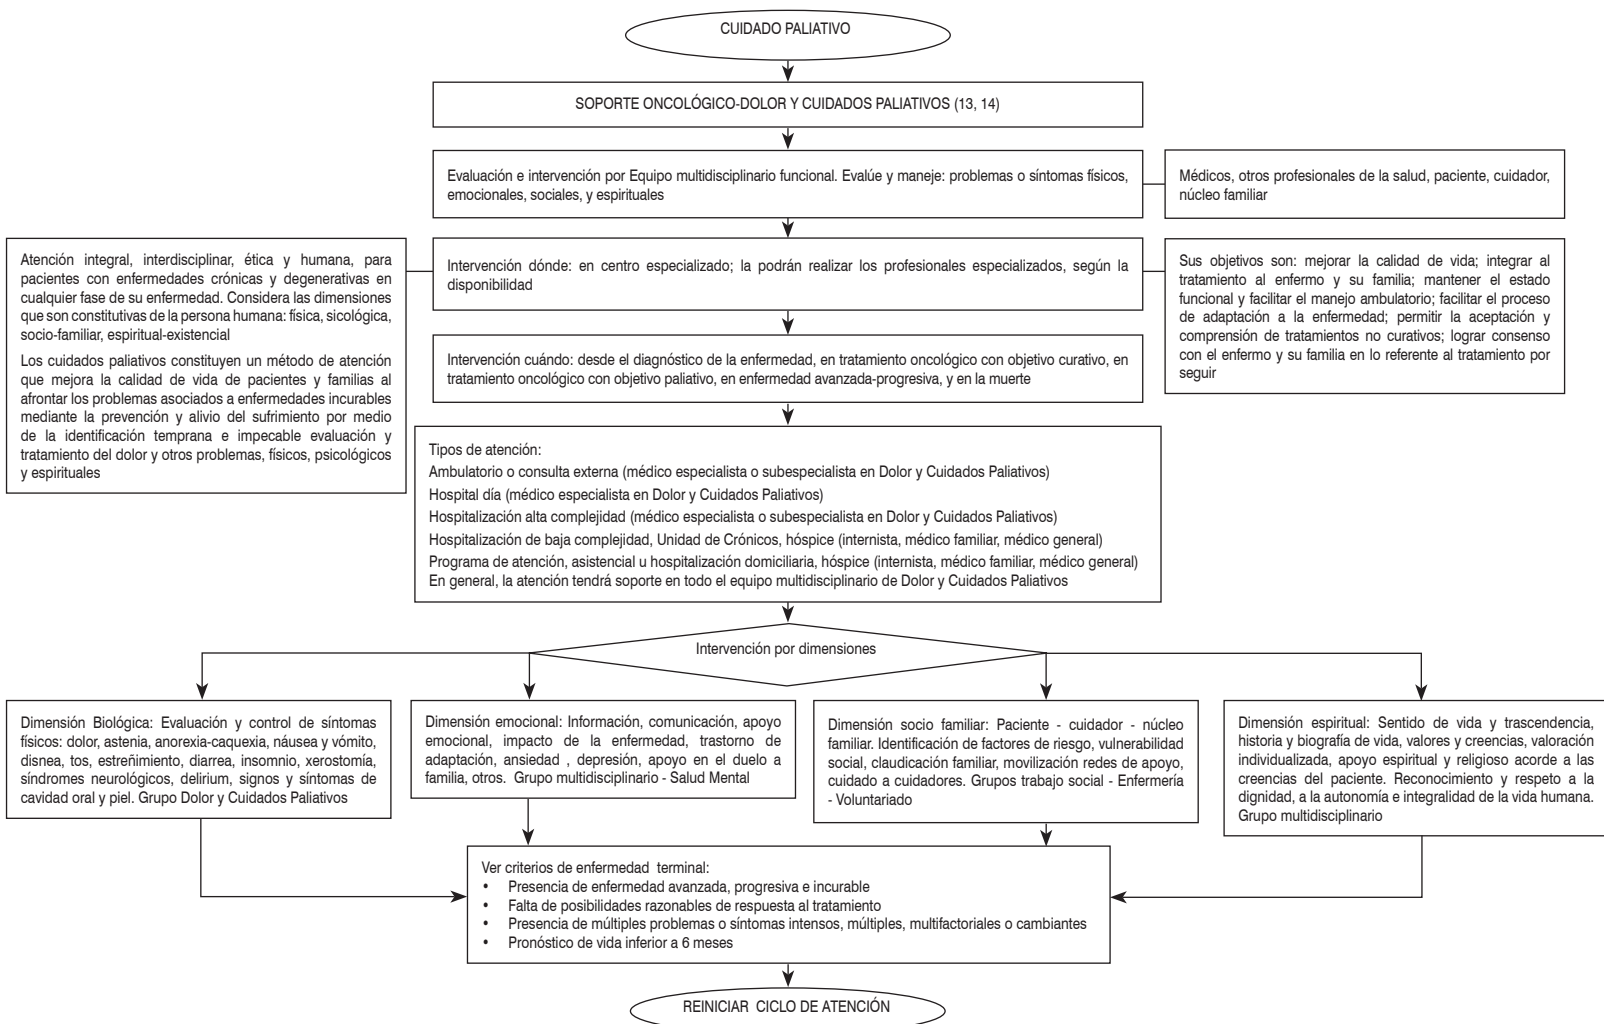 CUIDADO PALIATIVO
SOPORTE ONCOLÓGICO-DOLOR Y CUIDADOS PALIATIVOS (13, 14)
Evaluación e intervención por Equipo multidisciplinario funcional. Evalúe y maneje: problemas o síntomas físicos,
emocionales, sociales, y espirituales
Médicos, otros profesionales de la salud, paciente, cuidador,
núcleo familiar
Atención integral, interdisciplinar, ética y humana, para
pacientes con enfermedades crónicas y degenerativas en
cualquier fase de su enfermedad. Considera las dimensiones
que son constitutivas de la persona humana: física, sicológica,
socio-familiar, espiritual-existencial
Los cuidados paliativos constituyen un método de atención
que mejora la calidad de vida de pacientes y familias al
afrontar los problemas asociados a enfermedades incurables
mediante la prevención y alivio del sufrimiento por medio
de la identificación temprana e impecable evaluación y
tratamiento del dolor y otros problemas, físicos, psicológicos
y espirituales
Intervención dónde: en centro especializado; la podrán realizar los profesionales especializados, según la
disponibilidad
Sus objetivos son: mejorar la calidad de vida; integrar al
tratamiento al enfermo y su familia; mantener el estado
funcional y facilitar el manejo ambulatorio; facilitar el proceso
de adaptación a la enfermedad; permitir la aceptación y
comprensión de tratamientos no curativos; lograr consenso
con el enfermo y su familia en lo referente al tratamiento por
seguir
Intervención cuándo: desde el diagnóstico de la enfermedad, en tratamiento oncológico con objetivo curativo, en
tratamiento oncológico con objetivo paliativo, en enfermedad avanzada-progresiva, y en la muerte
Tipos de atención:
Ambulatorio o consulta externa (médico especialista o subespecialista en Dolor y Cuidados Paliativos)
Hospital día (médico especialista en Dolor y Cuidados Paliativos)
Hospitalización alta complejidad (médico especialista o subespecialista en Dolor y Cuidados Paliativos)
Hospitalización de baja complejidad, Unidad de Crónicos, hóspice (internista, médico familiar, médico general)
Programa de atención, asistencial u hospitalización domiciliaria, hóspice (internista, médico familiar, médico general)
En general, la atención tendrá soporte en todo el equipo multidisciplinario de Dolor y Cuidados Paliativos
Intervención por dimensiones
Dimensión Biológica: Evaluación y control de síntomas
físicos: dolor, astenia, anorexia-caquexia, náusea y vómito,
disnea, tos, estreñimiento, diarrea, insomnio, xerostomía,
síndromes neurológicos, delirium, signos y síntomas de
cavidad oral y piel. Grupo Dolor y Cuidados Paliativos
Dimensión emocional: Información, comunicación, apoyo
emocional, impacto de la enfermedad, trastorno de
adaptación, ansiedad , depresión, apoyo en el duelo a
familia, otros. Grupo multidisciplinario - Salud Mental
Dimensión socio familiar: Paciente - cuidador - núcleo
familiar. Identificación de factores de riesgo, vulnerabilidad
social, claudicación familiar, movilización redes de apoyo,
cuidado a cuidadores. Grupos trabajo social - Enfermería
- Voluntariado
Dimensión espiritual: Sentido de vida y trascendencia,
historia y biografía de vida, valores y creencias, valoración
individualizada, apoyo espiritual y religioso acorde a las
creencias del paciente. Reconocimiento y respeto a la
dignidad, a la autonomía e integralidad de la vida humana.
Grupo multidisciplinario
Ver criterios de enfermedad terminal:
• Presencia de enfermedad avanzada, progresiva e incurable
• Falta de posibilidades razonables de respuesta al tratamiento
• Presencia de múltiples problemas o síntomas intensos, múltiples, multifactoriales o cambiantes
• Pronóstico de vida inferior a 6 meses
REINICIAR CICLO DE ATENCIÓN